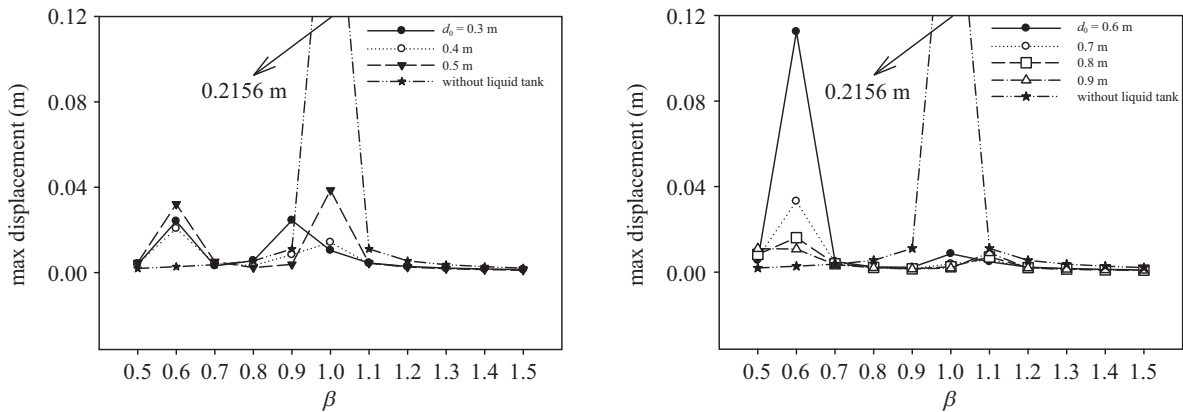 0.12
0.08
0.04
0.00
max displacement (m)
d₀ = 0.3 m
0.4 m
0.5 m
without liquid tank
0.2156 m
0.5 0.6 0.7 0.8 0.9 1.0 1.1 1.2 1.3 1.4 1.5
β
0.12
0.08
0.04
0.00
max displacement (m)
d₀ = 0.6 m
0.7 m
0.8 m
0.9 m
without liquid tank
0.2156 m
0.5 0.6 0.7 0.8 0.9 1.0 1.1 1.2 1.3 1.4 1.5
β